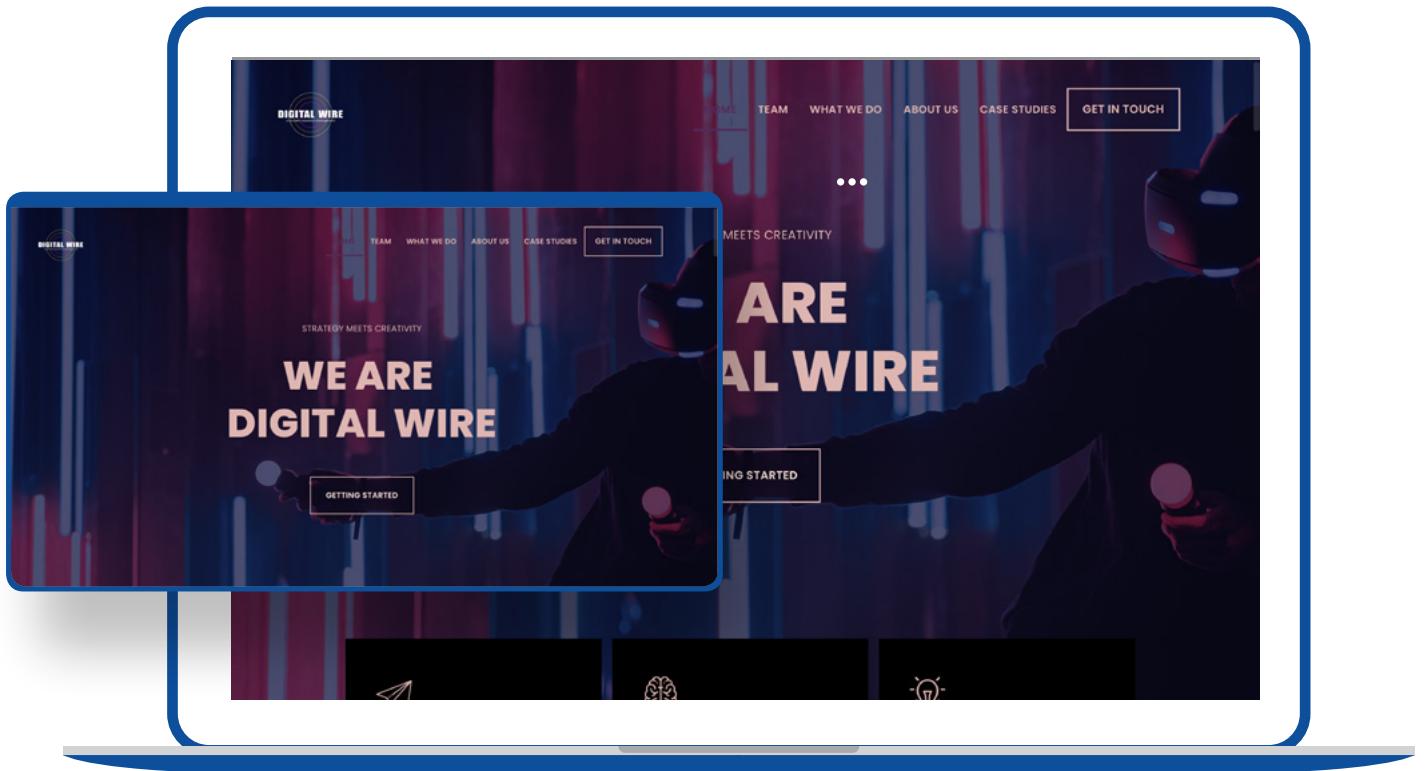 DIGITAL WIRE
HOME TEAM WHAT WE DO ABOUT US CASE STUDIES GET IN TOUCH
MEETS CREATIVITY
ARE
AL WIRE
ING STARTED
DIGITAL WIRE
TEAM WHAT WE DO ABOUT US CASE STUDIES GET IN TOUCH
STRATEGY MEETS CREATIVITY
WE ARE
DIGITAL WIRE
GETTING STARTED